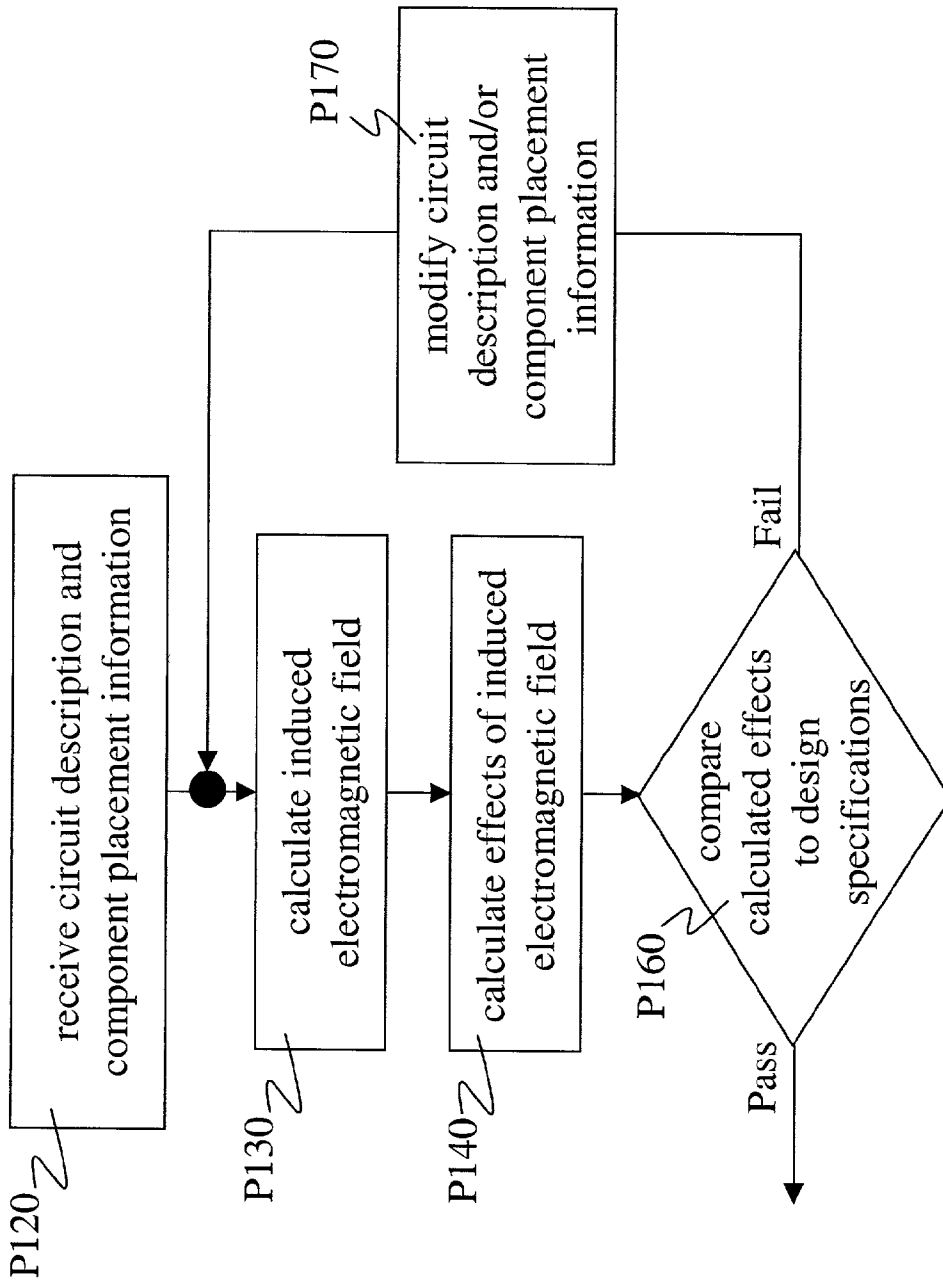 P120
receive circuit description and
component placement information
P130
calculate induced
electromagnetic field
P140
calculate effects of induced
electromagnetic field
P160
compare
calculated effects
to design
specifications
Pass
Fail
P170
modify circuit
description and/or
component placement
information